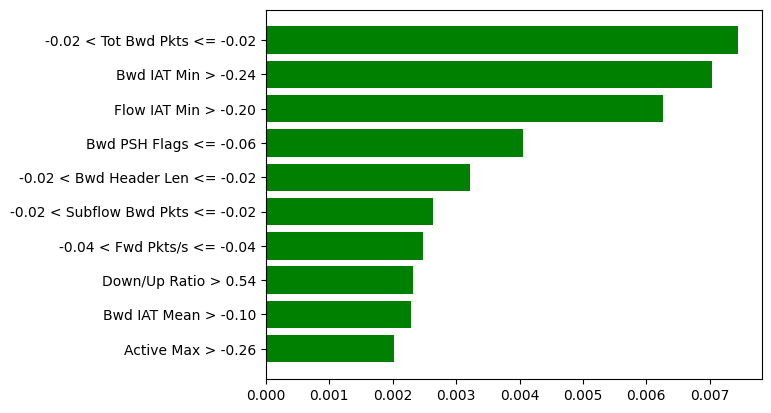 -0.02 < Tot Bwd Pkts <= -0.02
Bwd IAT Min > -0.24
Flow IAT Min > -0.20
Bwd PSH Flags <= -0.06
-0.02 < Bwd Header Len <= -0.02
-0.02 < Subflow Bwd Pkts <= -0.02
-0.04 < Fwd Pkts/s <= -0.04
Down/Up Ratio > 0.54
Bwd IAT Mean > -0.10
Active Max > -0.26
0.000 0.001 0.002 0.003 0.004 0.005 0.006 0.007